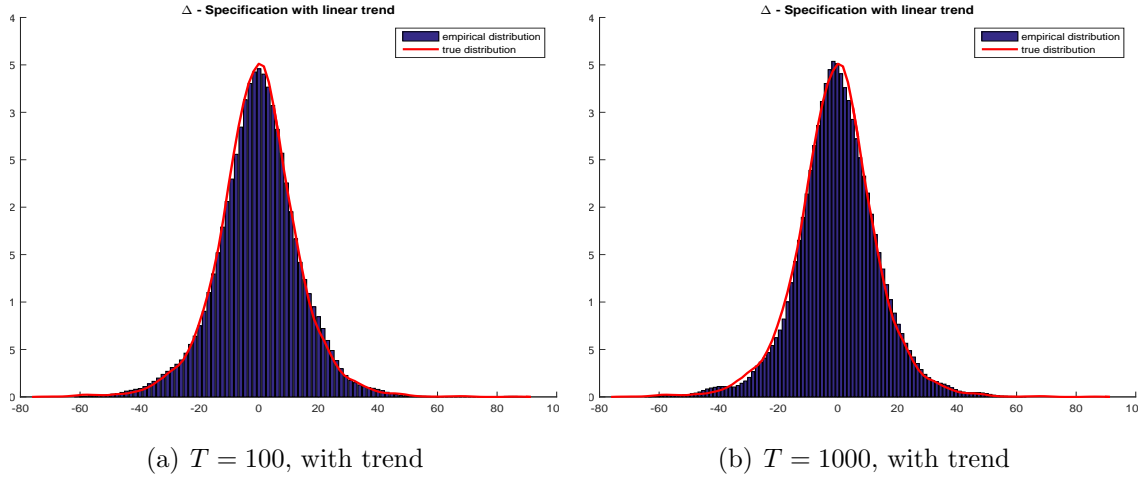 Δ - Specification with linear trend
4
5
3
5
2
5
1
5
0
-80 -60 -40 -20 0 20 40 60 80 10
empirical distribution
true distribution
(a) T = 100, with trend
Δ - Specification with linear trend
4
5
3
5
2
5
1
5
0
-80 -60 -40 -20 0 20 40 60 80 10
empirical distribution
true distribution
(b) T = 1000, with trend